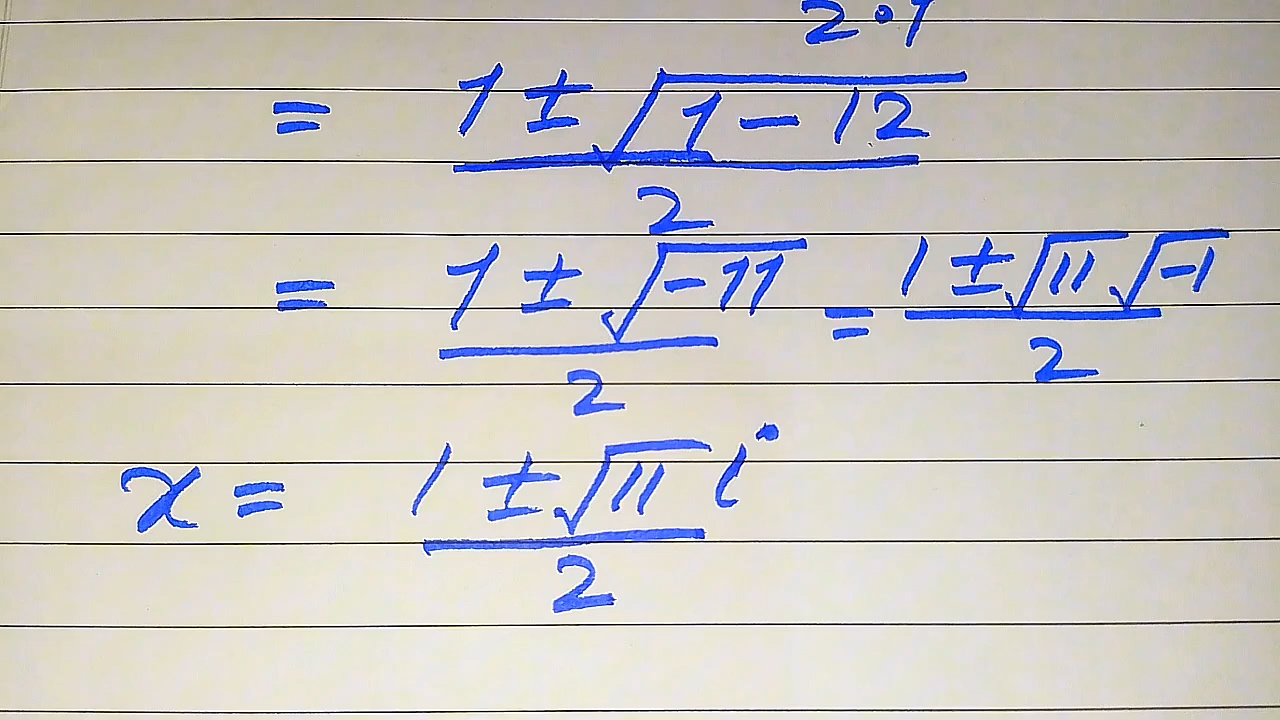 2·1
= (1 ± √(1 - 12)) / 2
= (1 ± √(-11)) / 2 = (1 ± √11 √-1) / 2
x = (1 ± √11 i) / 2